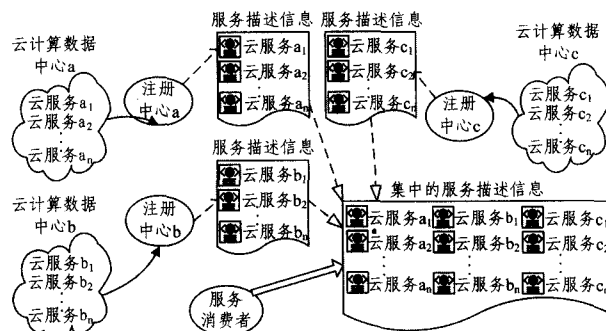 云计算数据
中心a
云服务a₁
云服务a₂
⋮
云服务aₙ
注册
中心a
服务描述信息
云服务a₁
云服务a₂
⋮
云服务aₙ
服务描述信息
云服务c₁
云服务c₂
⋮
云服务cₙ
注册
中心c
云计算数据
中心c
云服务c₁
云服务c₂
⋮
云服务cₙ
云计算数据
中心b
云服务b₁
云服务b₂
⋮
云服务bₙ
注册
中心b
服务描述信息
云服务b₁
云服务b₂
⋮
云服务bₙ
服务
消费者
集中的服务描述信息
云服务a₁ 云服务b₁ 云服务c₁
云服务a₂ 云服务b₂ 云服务c₂
⋮ ⋮ ⋮
云服务aₙ 云服务bₙ 云服务cₙ